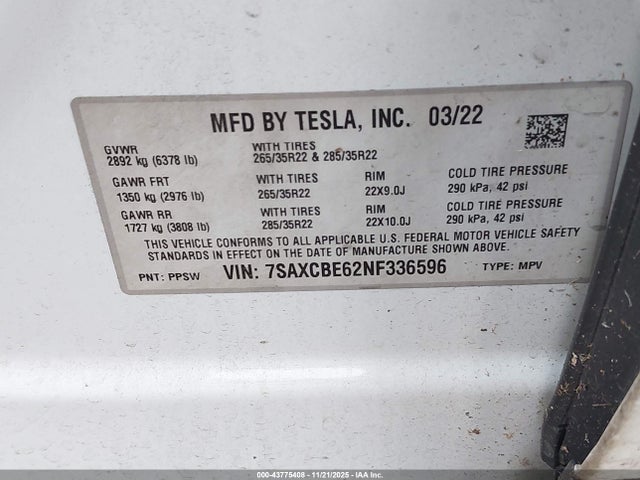 MFD BY TESLA, INC. 03/22
GVWR WITH TIRES
2892 kg (6378 lb) 265/35R22 & 285/35R22
GAWR FRT WITH TIRES RIM COLD TIRE PRESSURE
1350 kg (2976 lb) 265/35R22 22X9.0J 290 kPa, 42 psi
GAWR RR WITH TIRES RIM COLD TIRE PRESSURE
1727 kg (3808 lb) 285/35R22 22X10.0J 290 kPa, 42 psi
THIS VEHICLE CONFORMS TO ALL APPLICABLE U.S. FEDERAL MOTOR VEHICLE SAFETY
STANDARDS IN EFFECT ON THE DATE OF MANUFACTURE SHOWN ABOVE.
PNT: PPSW VIN: 7SAXCBE62NF336596 TYPE: MPV
000-43775408 - 11/21/2025 - IAA Inc.